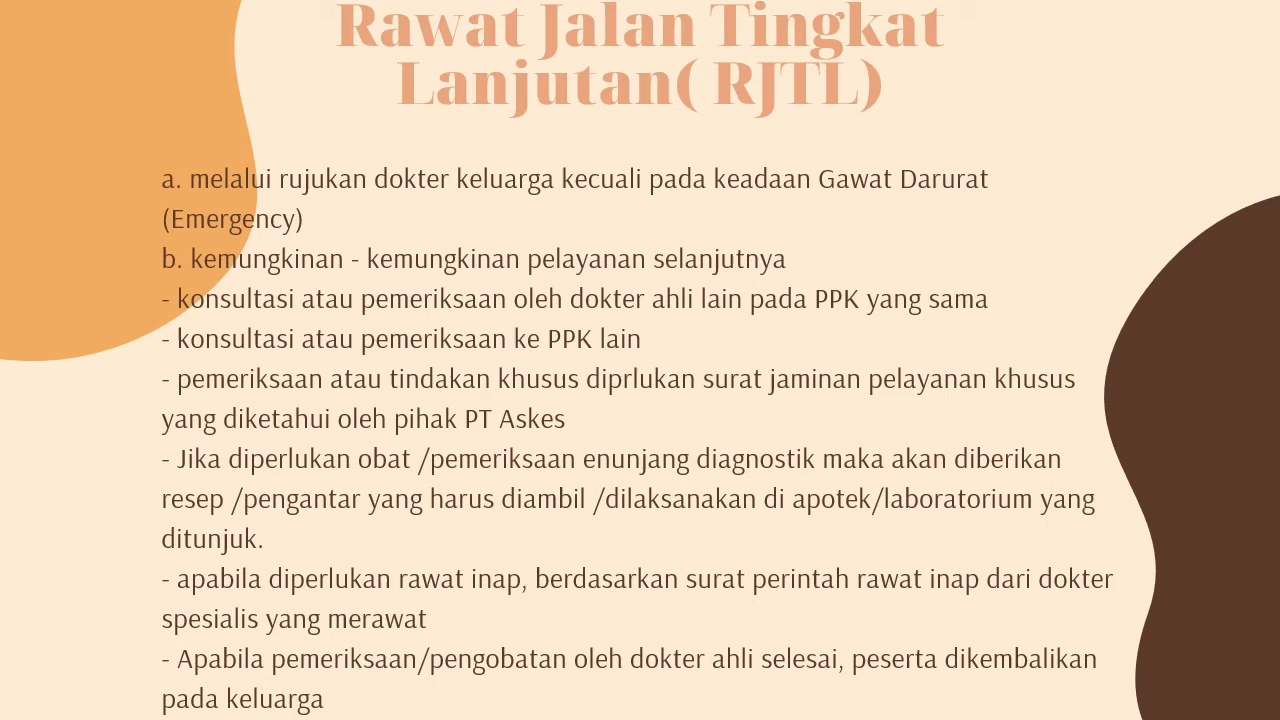 Rawat Jalan Tingkat
Lanjutan( RJTL)
a. melalui rujukan dokter keluarga kecuali pada keadaan Gawat Darurat
(Emergency)
b. kemungkinan - kemungkinan pelayanan selanjutnya
- konsultasi atau pemeriksaan oleh dokter ahli lain pada PPK yang sama
- konsultasi atau pemeriksaan ke PPK lain
- pemeriksaan atau tindakan khusus diprlukan surat jaminan pelayanan khusus
yang diketahui oleh pihak PT Askes
- Jika diperlukan obat /pemeriksaan enunjang diagnostik maka akan diberikan
resep /pengantar yang harus diambil /dilaksanakan di apotek/laboratorium yang
ditunjuk.
- apabila diperlukan rawat inap, berdasarkan surat perintah rawat inap dari dokter
spesialis yang merawat
- Apabila pemeriksaan/pengobatan oleh dokter ahli selesai, peserta dikembalikan
pada keluarga